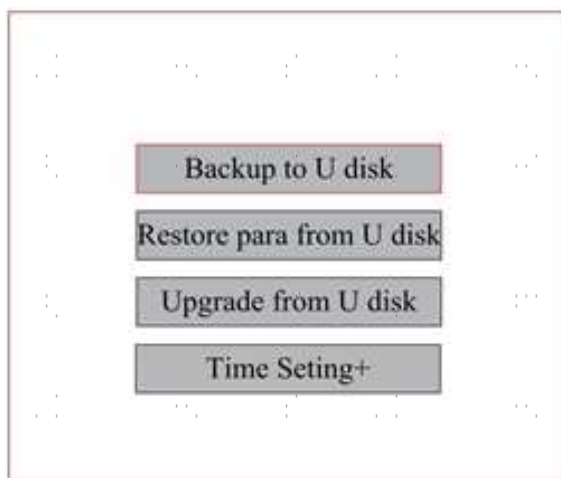 Backup to U disk
Restore para from U disk
Upgrade from U disk
Time Seting+